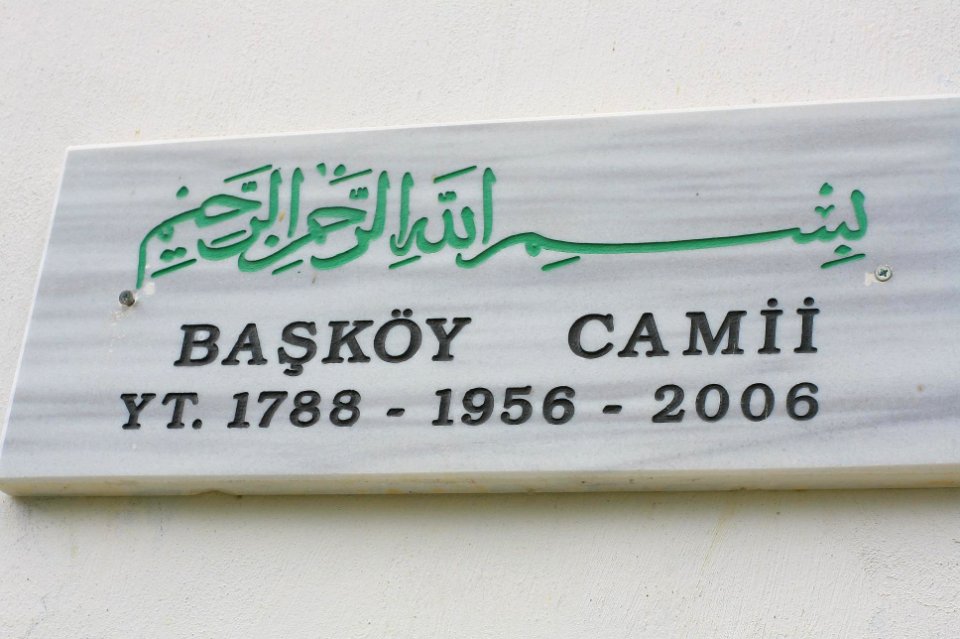 بسم الله الرحمن الرحيم
BAŞKÖY CAMİİ
YT. 1788 - 1956 - 2006